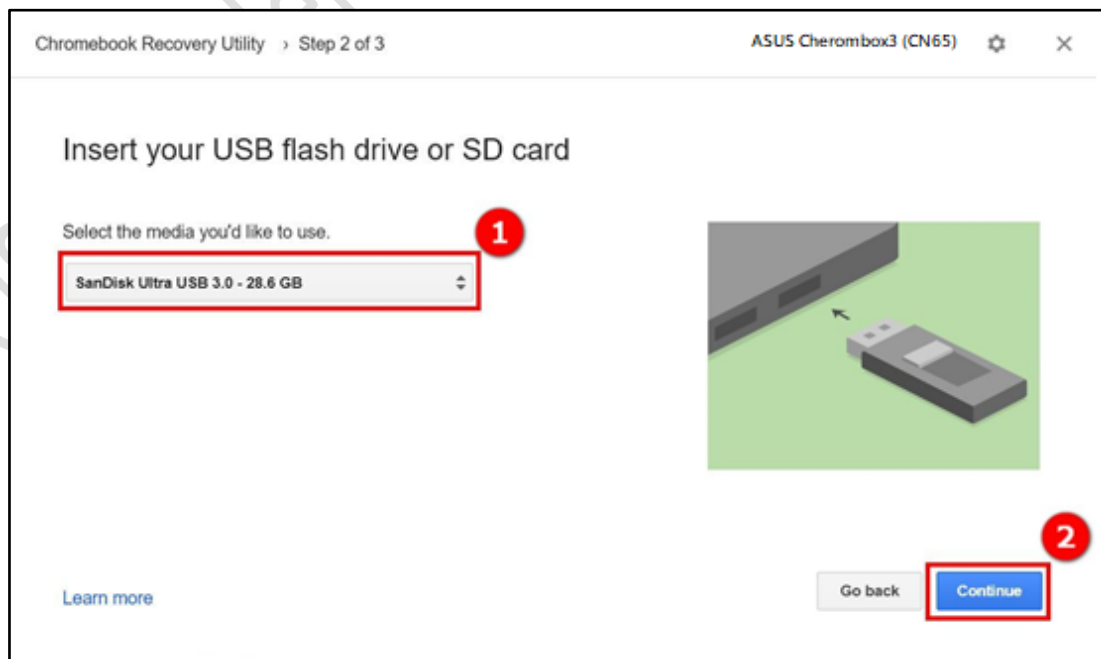 Chromebook Recovery Utility › Step 2 of 3
ASUS Cherombox3 (CN65)
Insert your USB flash drive or SD card
Select the media you'd like to use.
1
SanDisk Ultra USB 3.0 - 28.6 GB
2
Learn more
Go back
Continue